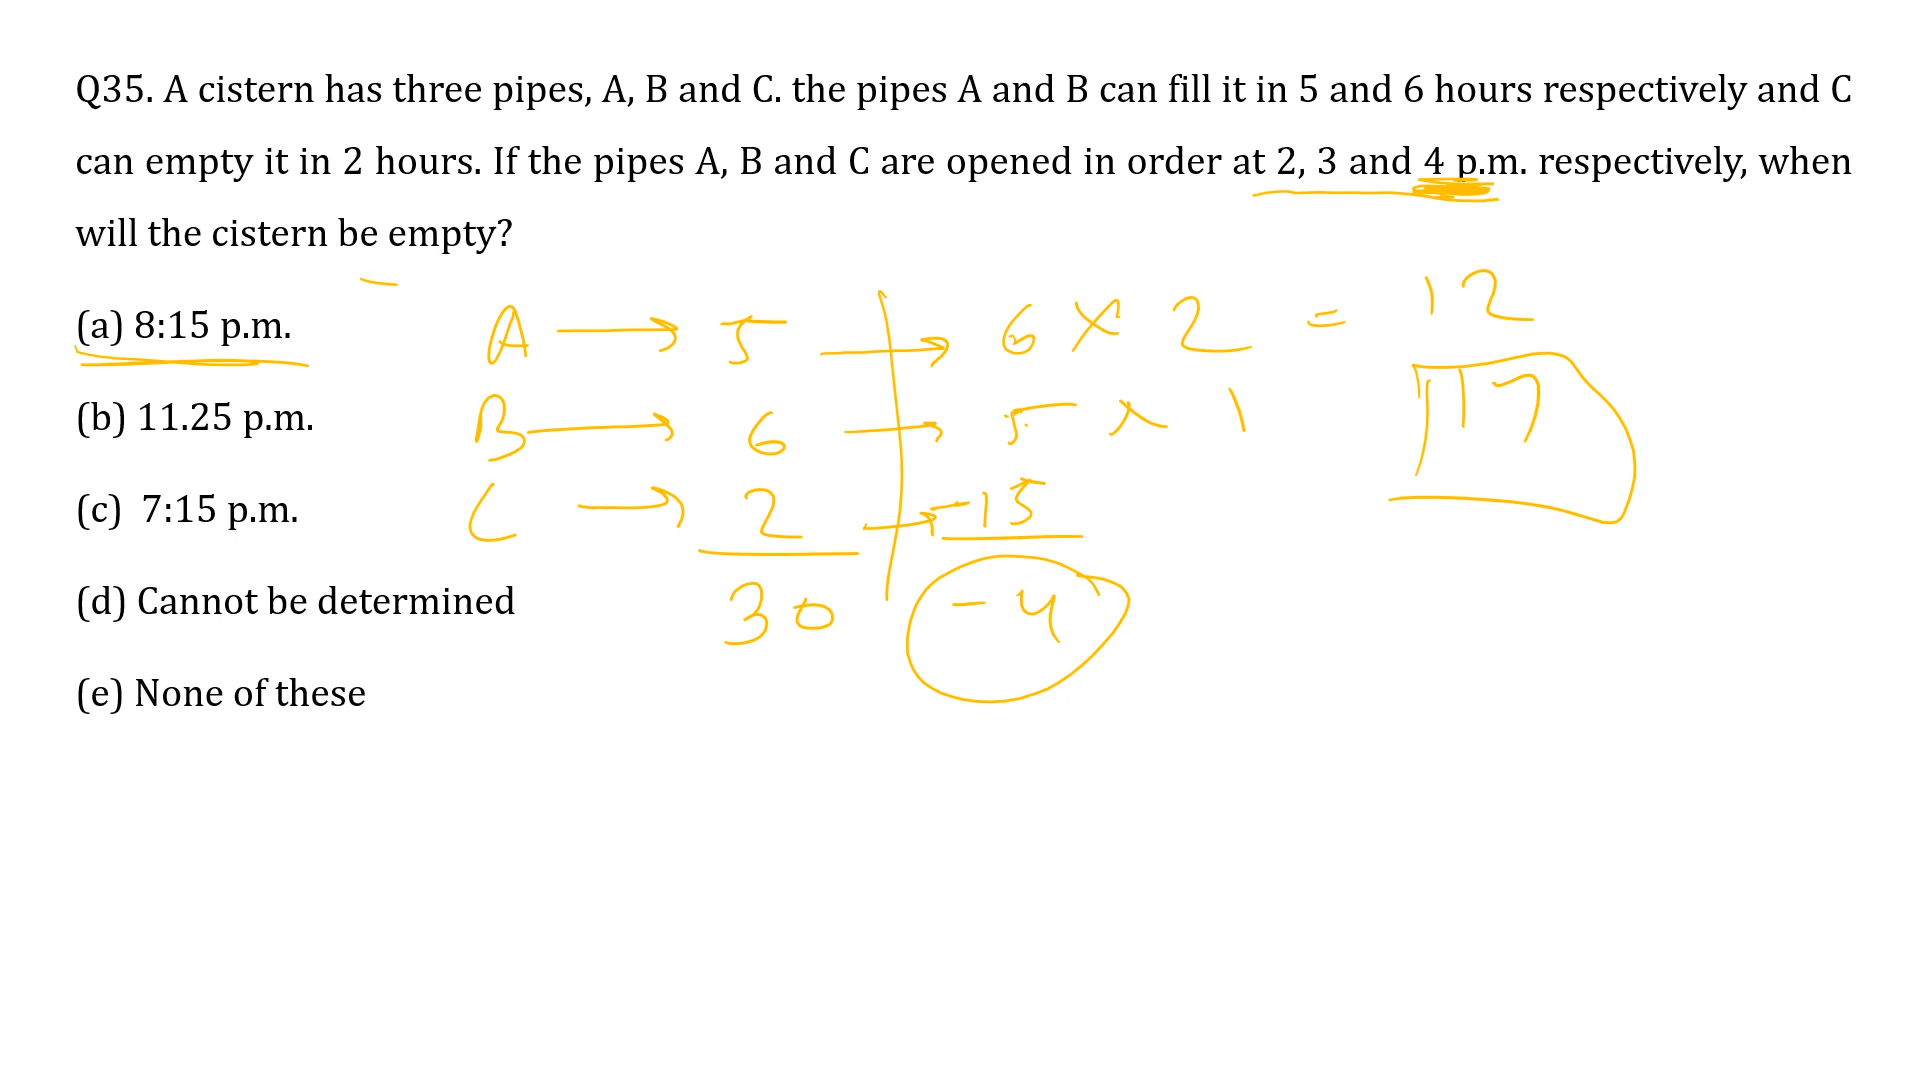 Q35. A cistern has three pipes, A, B and C. the pipes A and B can fill it in 5 and 6 hours respectively and C
can empty it in 2 hours. If the pipes A, B and C are opened in order at 2, 3 and 4 p.m. respectively, when
will the cistern be empty?
(a) 8:15 p.m.
(b) 11.25 p.m.
(c) 7:15 p.m.
(d) Cannot be determined
(e) None of these
A → 5 → 6 × 2 = 12
B → 6 → 5 × 1
17
C → 2 → -15
30 -4